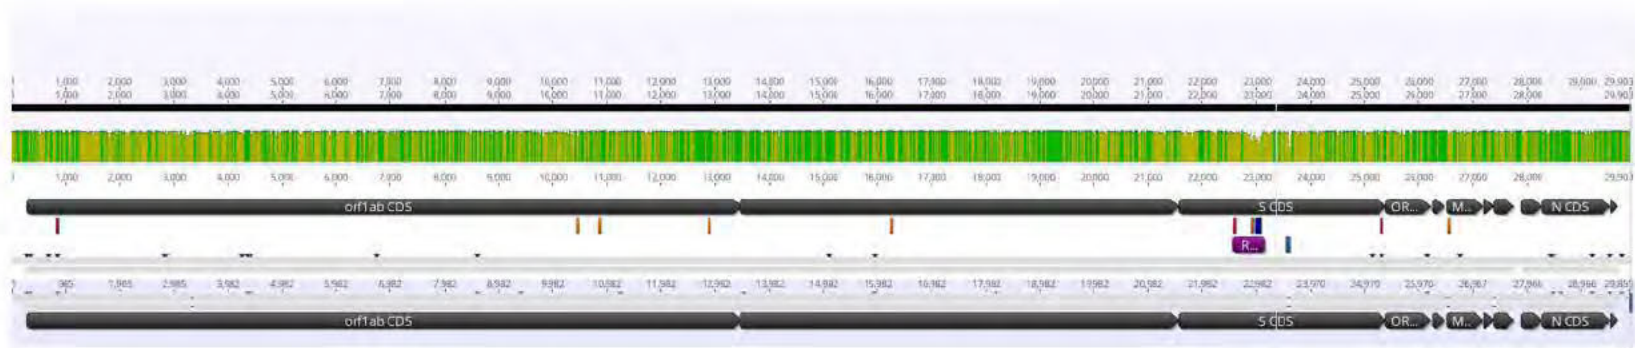 1,000 2,000 3,000 4,000 5,000 6,000 7,000 8,000 9,000 10,000 11,000 12,000 13,000 14,000 15,000 16,000 17,000 18,000 19,000 20,000 21,000 22,000 23,000 24,000 25,000 26,000 27,000 28,000 29,000 29,903
1,000 2,000 3,000 4,000 5,000 6,000 7,000 8,000 9,000 10,000 11,000 12,000 13,000 14,000 15,000 16,000 17,000 18,000 19,000 20,000 21,000 22,000 23,000 24,000 25,000 26,000 27,000 28,000 29,903
1,000 2,000 3,000 4,000 5,000 6,000 7,000 8,000 9,000 10,000 11,000 12,000 13,000 14,000 15,000 16,000 17,000 18,000 19,000 20,000 21,000 22,000 23,000 24,000 25,000 26,000 27,000 28,000 29,903
orf1ab CDS S CDS OR... M... N CDS
R...
965 1,965 2,985 3,982 4,982 5,982 6,982 7,982 8,982 9,982 10,982 11,982 12,982 13,982 14,982 15,982 16,982 17,982 18,982 19,982 20,982 21,982 22,982 23,970 24,970 25,970 26,967 27,966 28,966 29,859
orf1ab CDS S CDS OR... M... N CDS